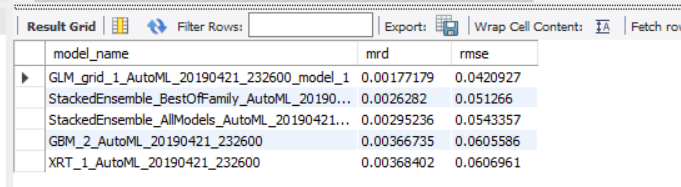 Result Grid Filter Rows: Export: Wrap Cell Content: Fetch rov
model_name mrd rmse
GLM_grid_1_AutoML_20190421_232600_model_1 0.00177179 0.0420927
StackedEnsemble_BestOfFamily_AutoML_20190... 0.0026282 0.051266
StackedEnsemble_AllModels_AutoML_20190421... 0.00295236 0.0543357
GBM_2_AutoML_20190421_232600 0.00366735 0.0605586
XRT_1_AutoML_20190421_232600 0.00368402 0.0606961